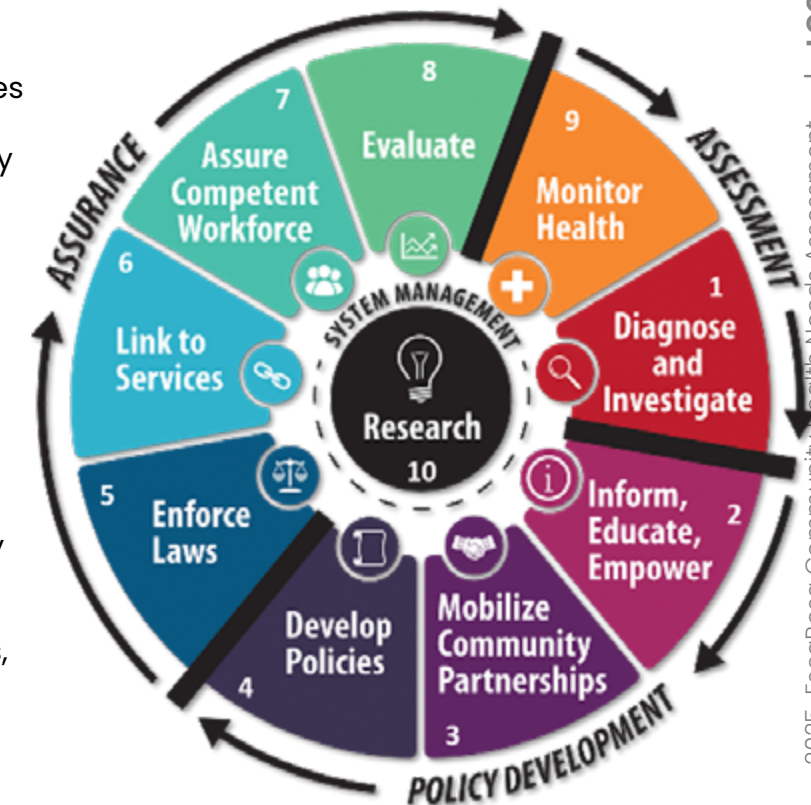 es
y
y
,
ASSURANCE
ASSESSMENT
POLICY DEVELOPMENT
8
Evaluate
9
Monitor
Health
1
Diagnose
and
Investigate
2
Inform,
Educate,
Empower
Mobilize
Community
Partnerships
3
Develop
Policies
4
5
Enforce
Laws
6
Link to
Services
7
Assure
Competent
Workforce
SYSTEM MANAGEMENT
Research
10